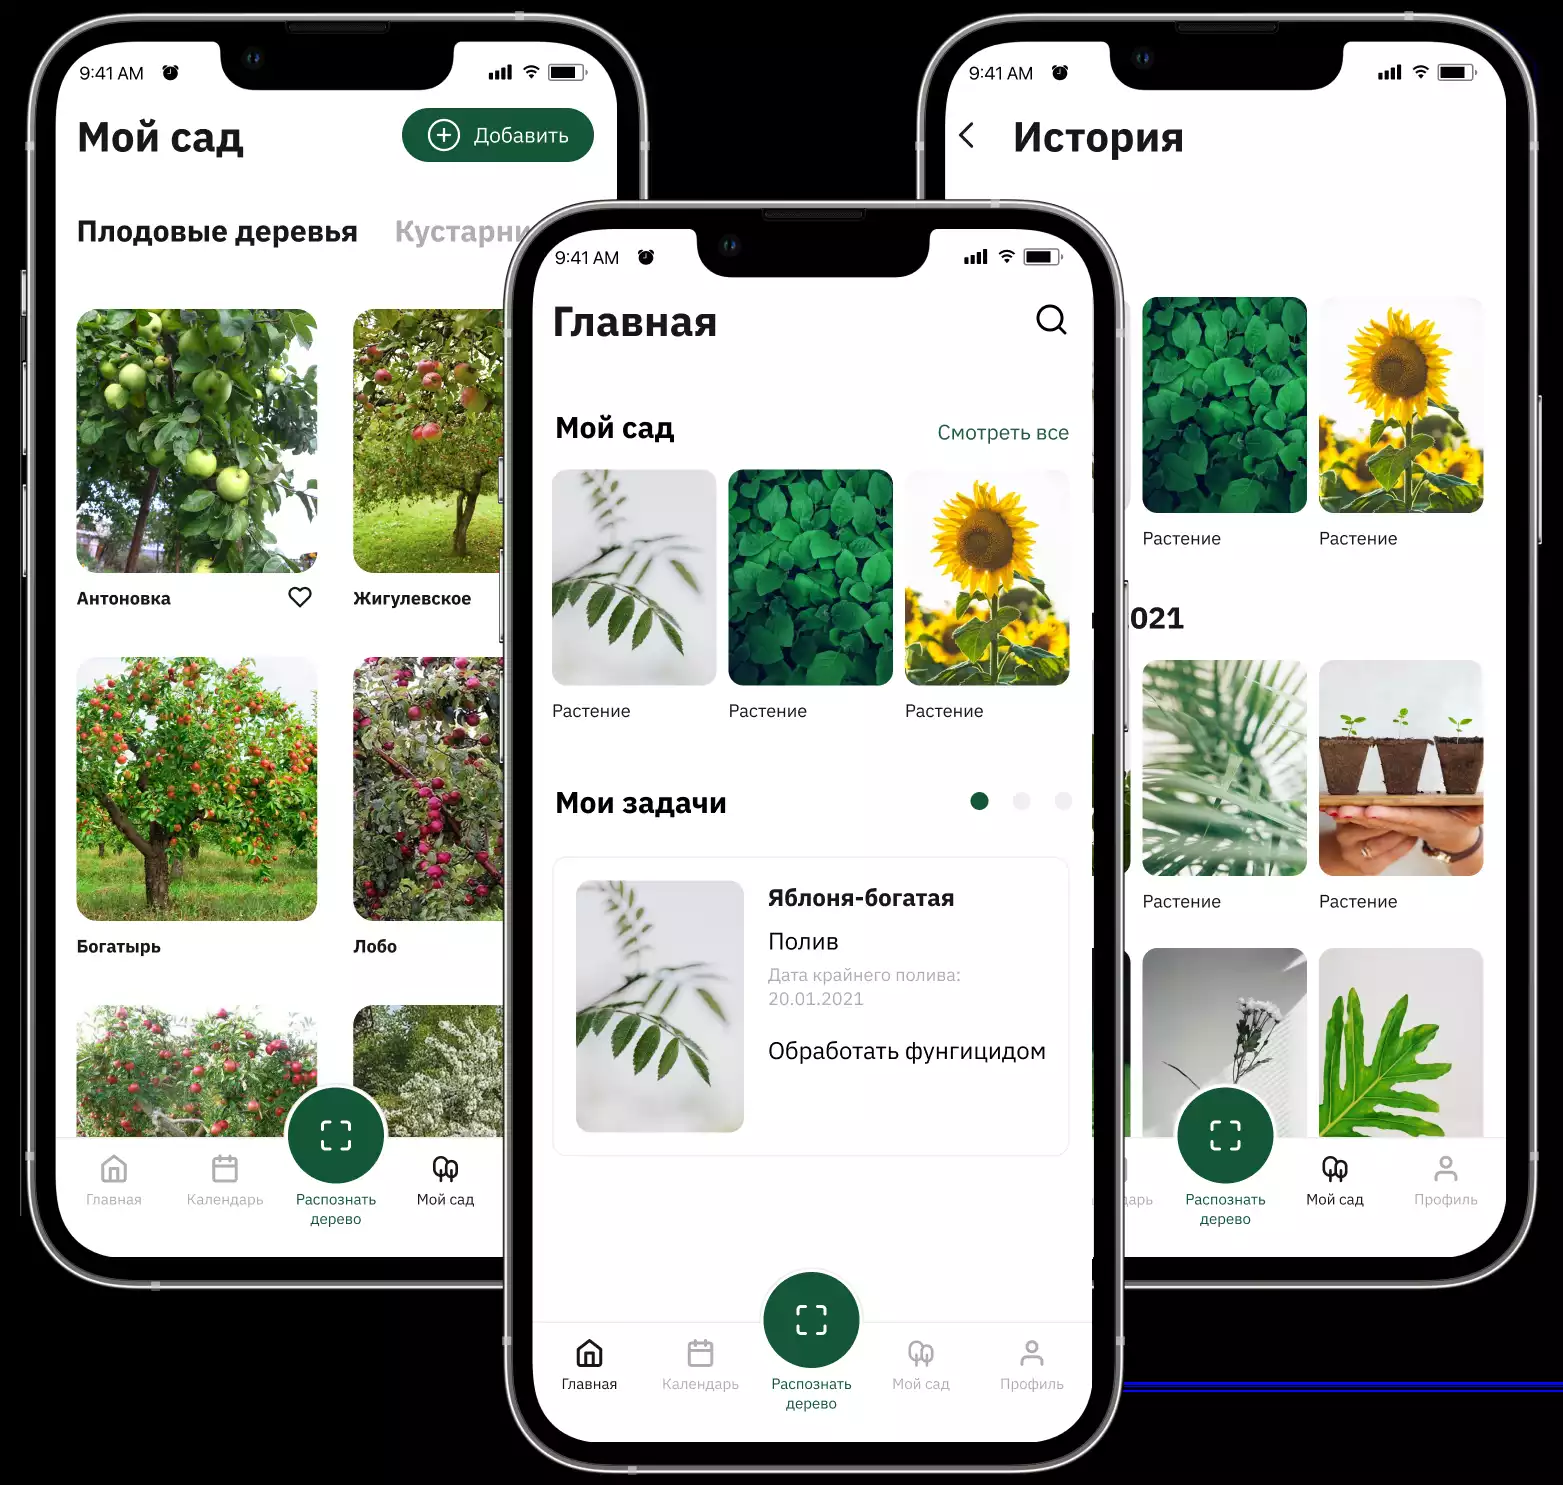 9:41 AM
Мой сад
Добавить
Плодовые деревья
Антоновка
Жигулевское
Богатырь
Лобо
Главная
Календарь
Распознать
дерево
Мой сад
9:41 AM
Главная
Мой сад
Смотреть все
Растение
Растение
Растение
Мои задачи
Яблоня-богатая
Полив
Дата крайнего полива:
20.01.2021
Обработать фунгицидом
Главная
Календарь
Распознать
дерево
Мой сад
Профиль
9:41 AM
История
Растение
Растение
021
Растение
Растение
Распознать
дерево
Мой сад
Профиль